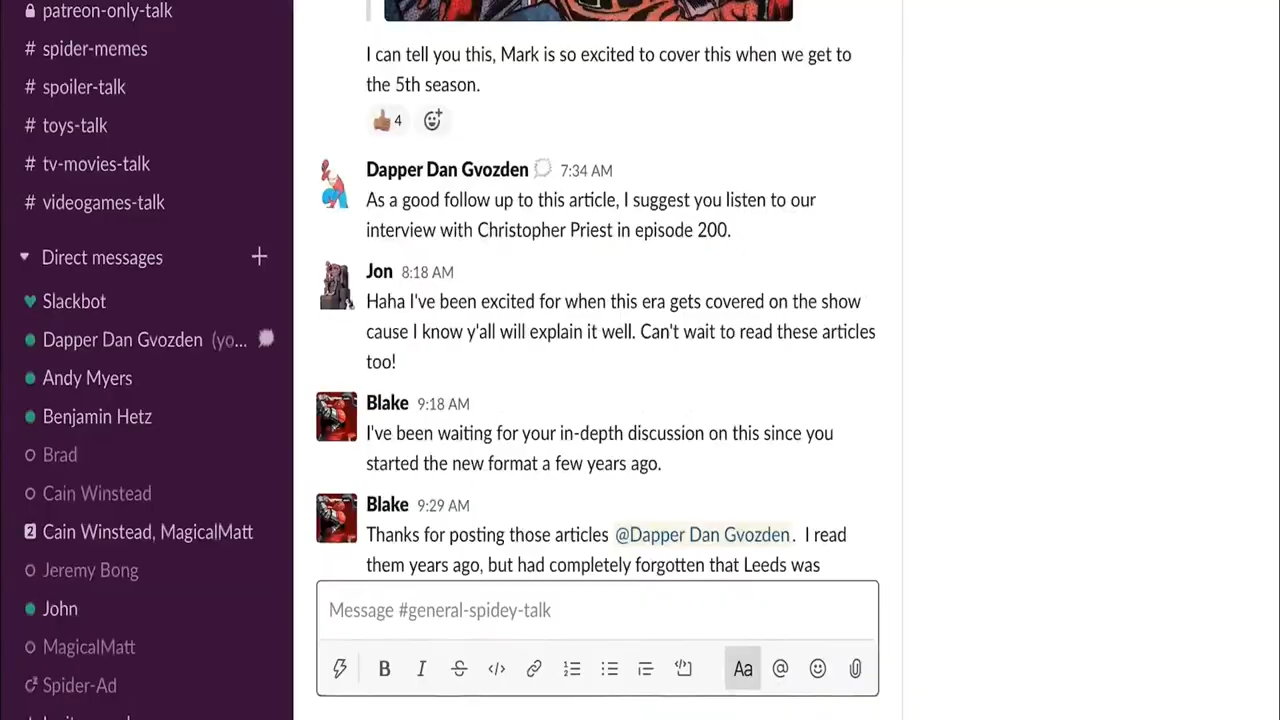 patreon-only-talk
# spider-memes
# spoiler-talk
# toys-talk
# tv-movies-talk
# videogames-talk
Direct messages
Slackbot
Dapper Dan Gvozden (yo...
Andy Myers
Benjamin Hetz
Brad
Cain Winstead
2 Cain Winstead, MagicalMatt
Jeremy Bong
John
MagicalMatt
Spider-Ad
I can tell you this, Mark is so excited to cover this when we get to
the 5th season.
4
Dapper Dan Gvozden 7:34 AM
As a good follow up to this article, I suggest you listen to our
interview with Christopher Priest in episode 200.
Jon 8:18 AM
Haha I've been excited for when this era gets covered on the show
cause I know y'all will explain it well. Can't wait to read these articles
too!
Blake 9:18 AM
I've been waiting for your in-depth discussion on this since you
started the new format a few years ago.
Blake 9:29 AM
Thanks for posting those articles @Dapper Dan Gvozden. I read
them years ago, but had completely forgotten that Leeds was
Message #general-spidey-talk
B I S </> Aa @